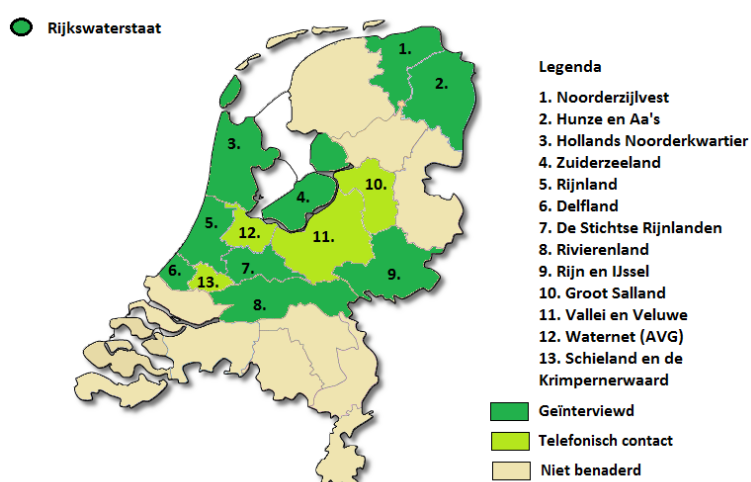 Rijkswaterstaat
1.
2.
3.
4.
10.
5.
12.
11.
6.
7.
13.
9.
8.
Legenda
1. Noorderzijlvest
2. Hunze en Aa's
3. Hollands Noorderkwartier
4. Zuiderzeeland
5. Rijnland
6. Delfland
7. De Stichtse Rijnlanden
8. Rivierenland
9. Rijn en IJssel
10. Groot Salland
11. Vallei en Veluwe
12. Waternet (AVG)
13. Schieland en de
Krimpernerwaard
Geïnterviewd
Telefonisch contact
Niet benaderd